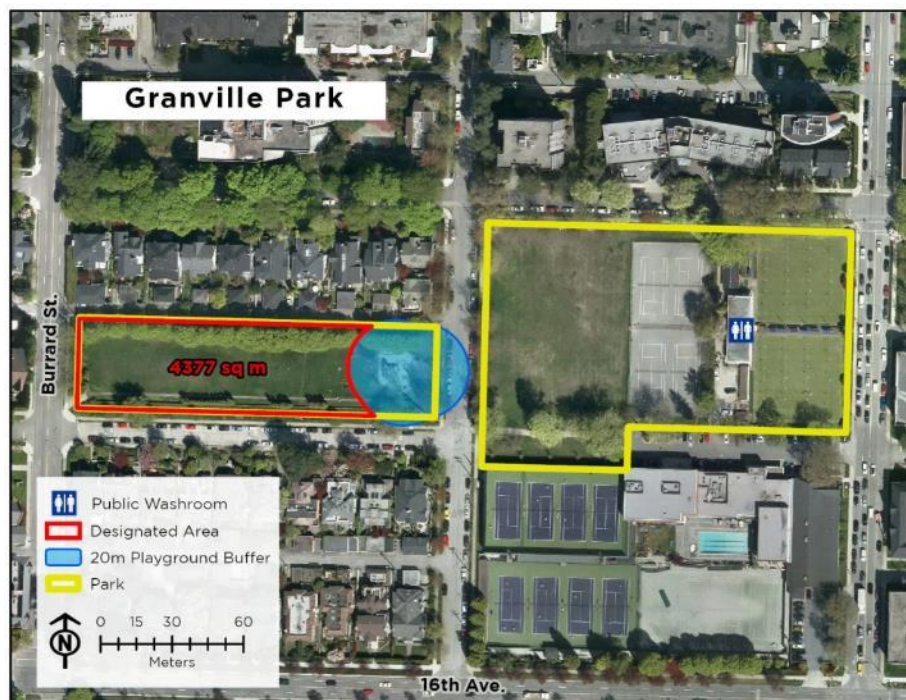 Granville Park
Burrard St.
4377 sq m
Public Washroom
Designated Area
20m Playground Buffer
Park
N
0 15 30 60
Meters
16th Ave.